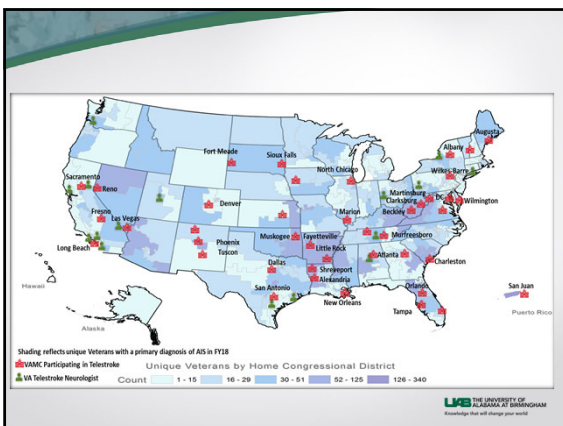 Augusta
Albany
Fort Meade
Sioux Falls
North Chicago
Wilkes-Barre
Sacramento
Reno
Martinsburg
Clarksburg
DC
Denver
Wilmington
Fresno
Las Vegas
Marion
Beckley
Muskogee
Fayetteville
Murfreesboro
Long Beach
Phoenix
Little Rock
Tuscon
Atlanta
Dallas
Shreveport
Charleston
Hawaii
Alexandria
San Antonio
Orlando
San Juan
New Orleans
Tampa
Puerto Rico
Alaska
Shading reflects unique Veterans with a primary diagnosis of AIS in FY18
Unique Veterans by Home Congressional District
VAMC Participating in Telestroke
VA Telestroke Neurologist
Count 1 - 15 16 - 29 30 - 51 52 - 125 126 - 340
UAB THE UNIVERSITY OF
ALABAMA AT BIRMINGHAM
Knowledge that will change your world